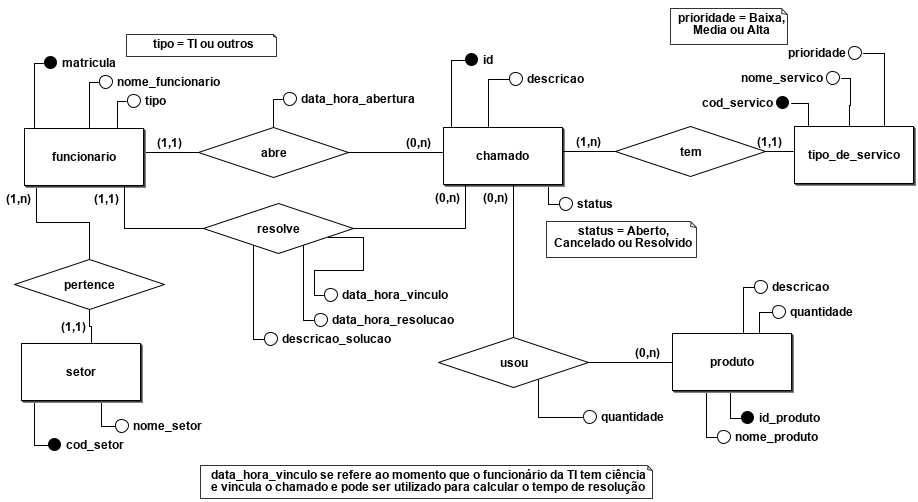 prioridade = Baixa,
Media ou Alta
tipo = TI ou outros
matricula
nome_funcionario
tipo
funcionario
(1,1)
data_hora_abertura
abre
(0,n)
id
descricao
chamado
(1,n)
tem
(1,1)
prioridade
nome_servico
cod_servico
tipo_de_servico
(1,n)
(1,1)
(0,n)
(0,n)
status
status = Aberto,
Cancelado ou Resolvido
resolve
data_hora_vinculo
data_hora_resolucao
descricao_solucao
pertence
(1,1)
setor
nome_setor
cod_setor
usou
(0,n)
quantidade
descricao
quantidade
produto
id_produto
nome_produto
data_hora_vinculo se refere ao momento que o funcionário da TI tem ciência
e vincula o chamado e pode ser utilizado para calcular o tempo de resolução